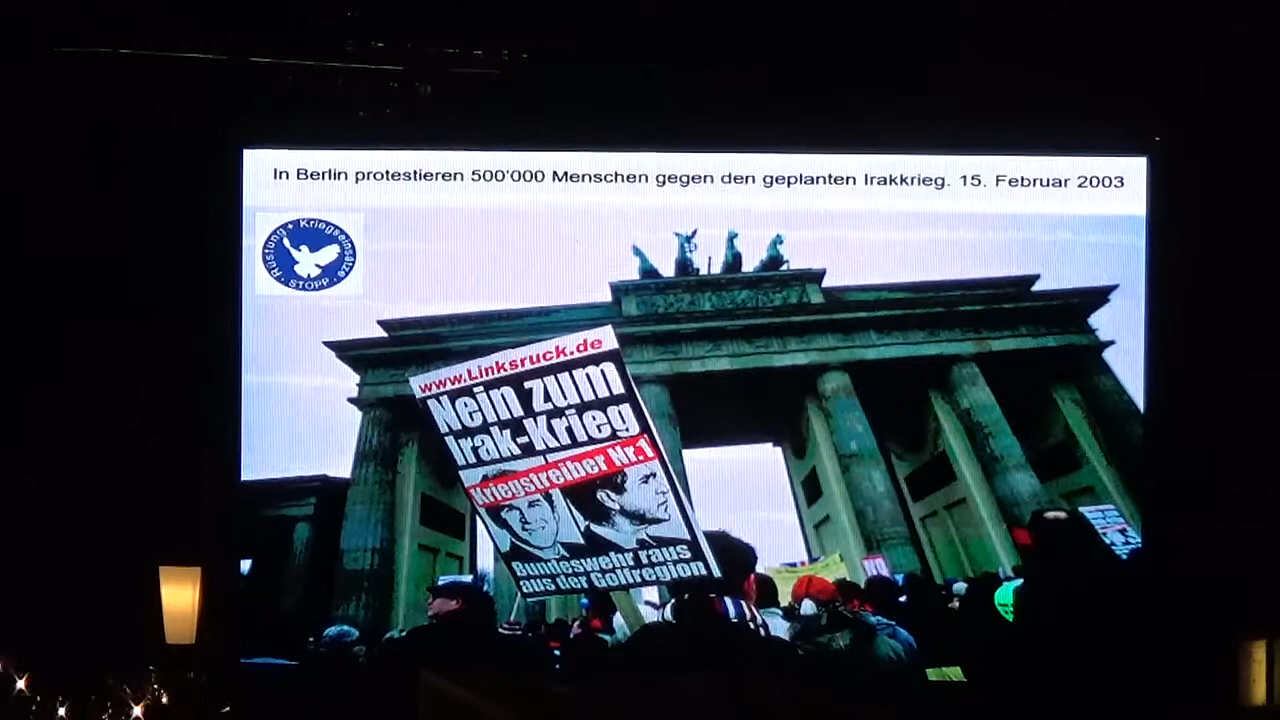 In Berlin protestieren 500'000 Menschen gegen den geplanten Irakkrieg. 15. Februar 2003
Rüstung + Kriegseinsätze
· STOPP ·
www.Linksruck.de
Nein zum
Irak-Krieg
Kriegstreiber Nr.1
Bundeswehr raus
aus der Golfregion